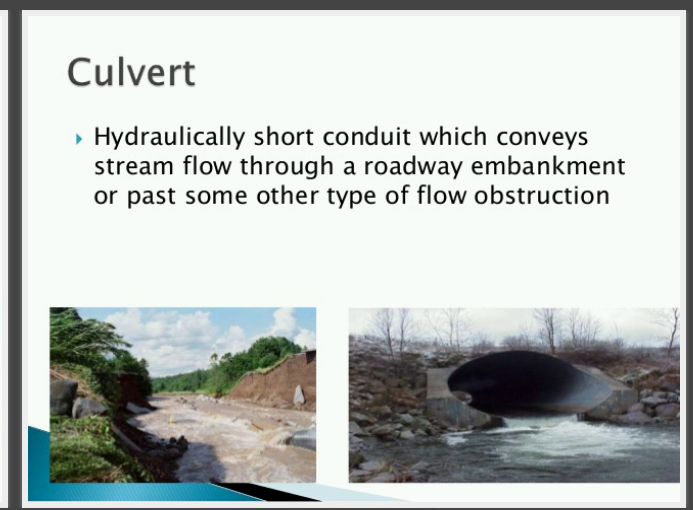 Culvert
Hydraulically short conduit which conveys
stream flow through a roadway embankment
or past some other type of flow obstruction